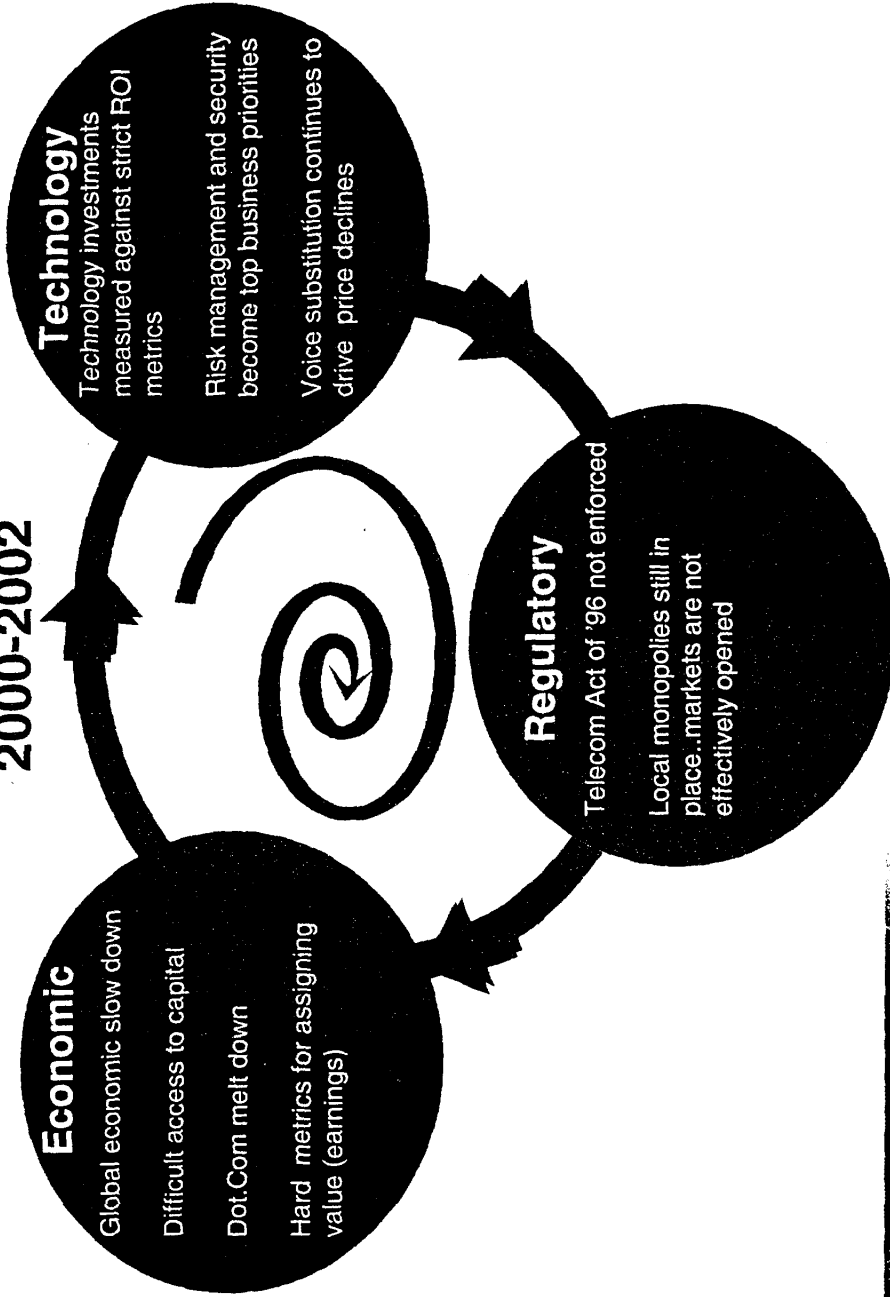 2000-2002
Economic
Global economic slow down
Difficult access to capital
Dot.Com melt down
Hard metrics for assigning
value (earnings)
Technology
Technology investments
measured against strict ROI
metrics
Risk management and security
become top business priorities
Voice substitution continues to
drive price declines
Regulatory
Telecom Act of '96 not enforced
Local monopolies still in
place..markets are not
effectively opened